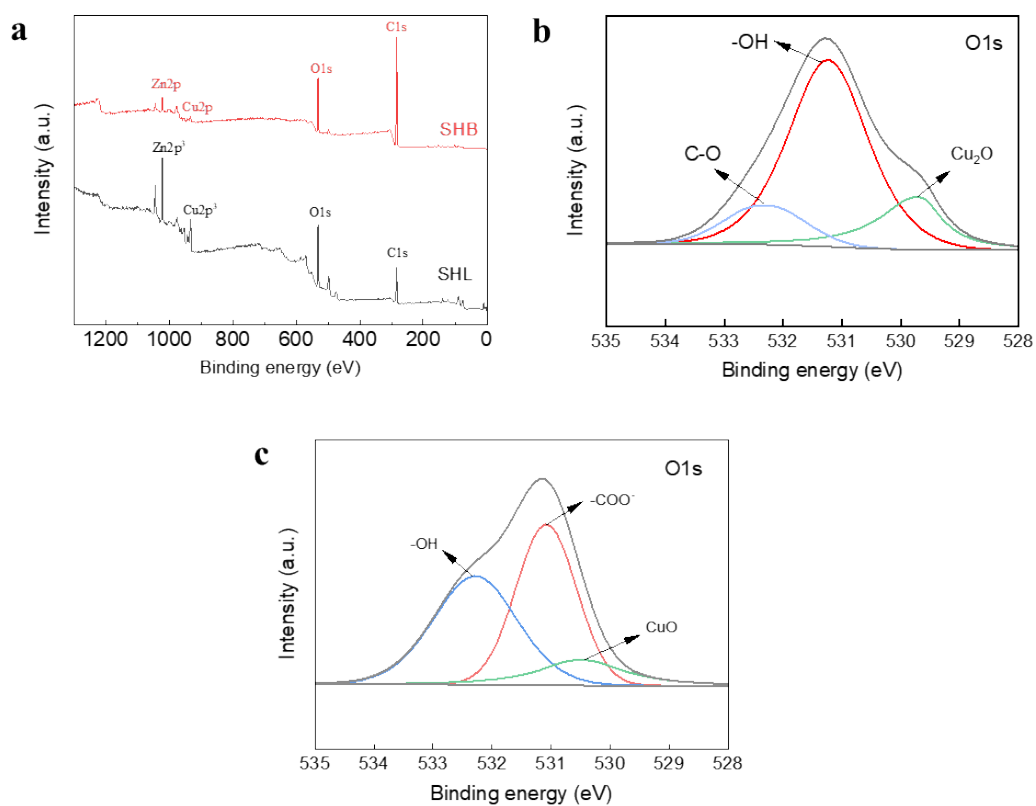 a
C1s
O1s
Zn2p
Cu2p
SHB
Zn2p³
Cu2p³
O1s
C1s
SHL
Intensity (a.u.)
1200 1000 800 600 400 200 0
Binding energy (eV)
b
O1s
-OH
C-O
Cu₂O
Intensity (a.u.)
535 534 533 532 531 530 529 528
Binding energy (eV)
c
O1s
-COO⁻
-OH
CuO
Intensity (a.u.)
535 534 533 532 531 530 529 528
Binding energy (eV)